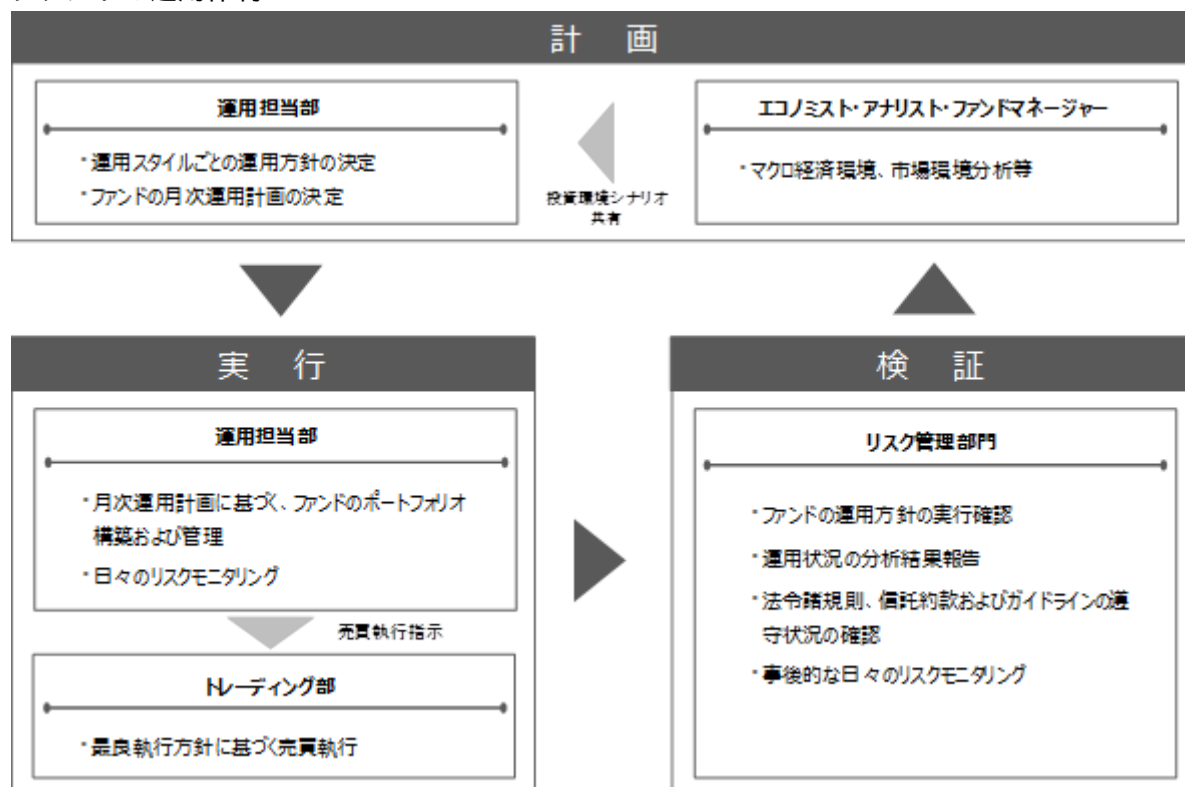 計 画
運用担当部
・運用スタイルごとの運用方針の決定
・ファンドの月次運用計画の決定
投資環境シナリオ
共有
エコノミスト・アナリスト・ファンドマネージャー
・マクロ経済環境、市場環境分析等
実 行
運用担当部
・月次運用計画に基づく、ファンドのポートフォリオ
構築および管理
・日々のリスクモニタリング
売買執行指示
トレーディング部
・最良執行方針に基づく売買執行
検 証
リスク管理部門
・ファンドの運用方針の実行確認
・運用状況の分析結果報告
・法令諸規則、信託約款およびガイドラインの遵
守状況の確認
・事後的な日々のリスクモニタリング